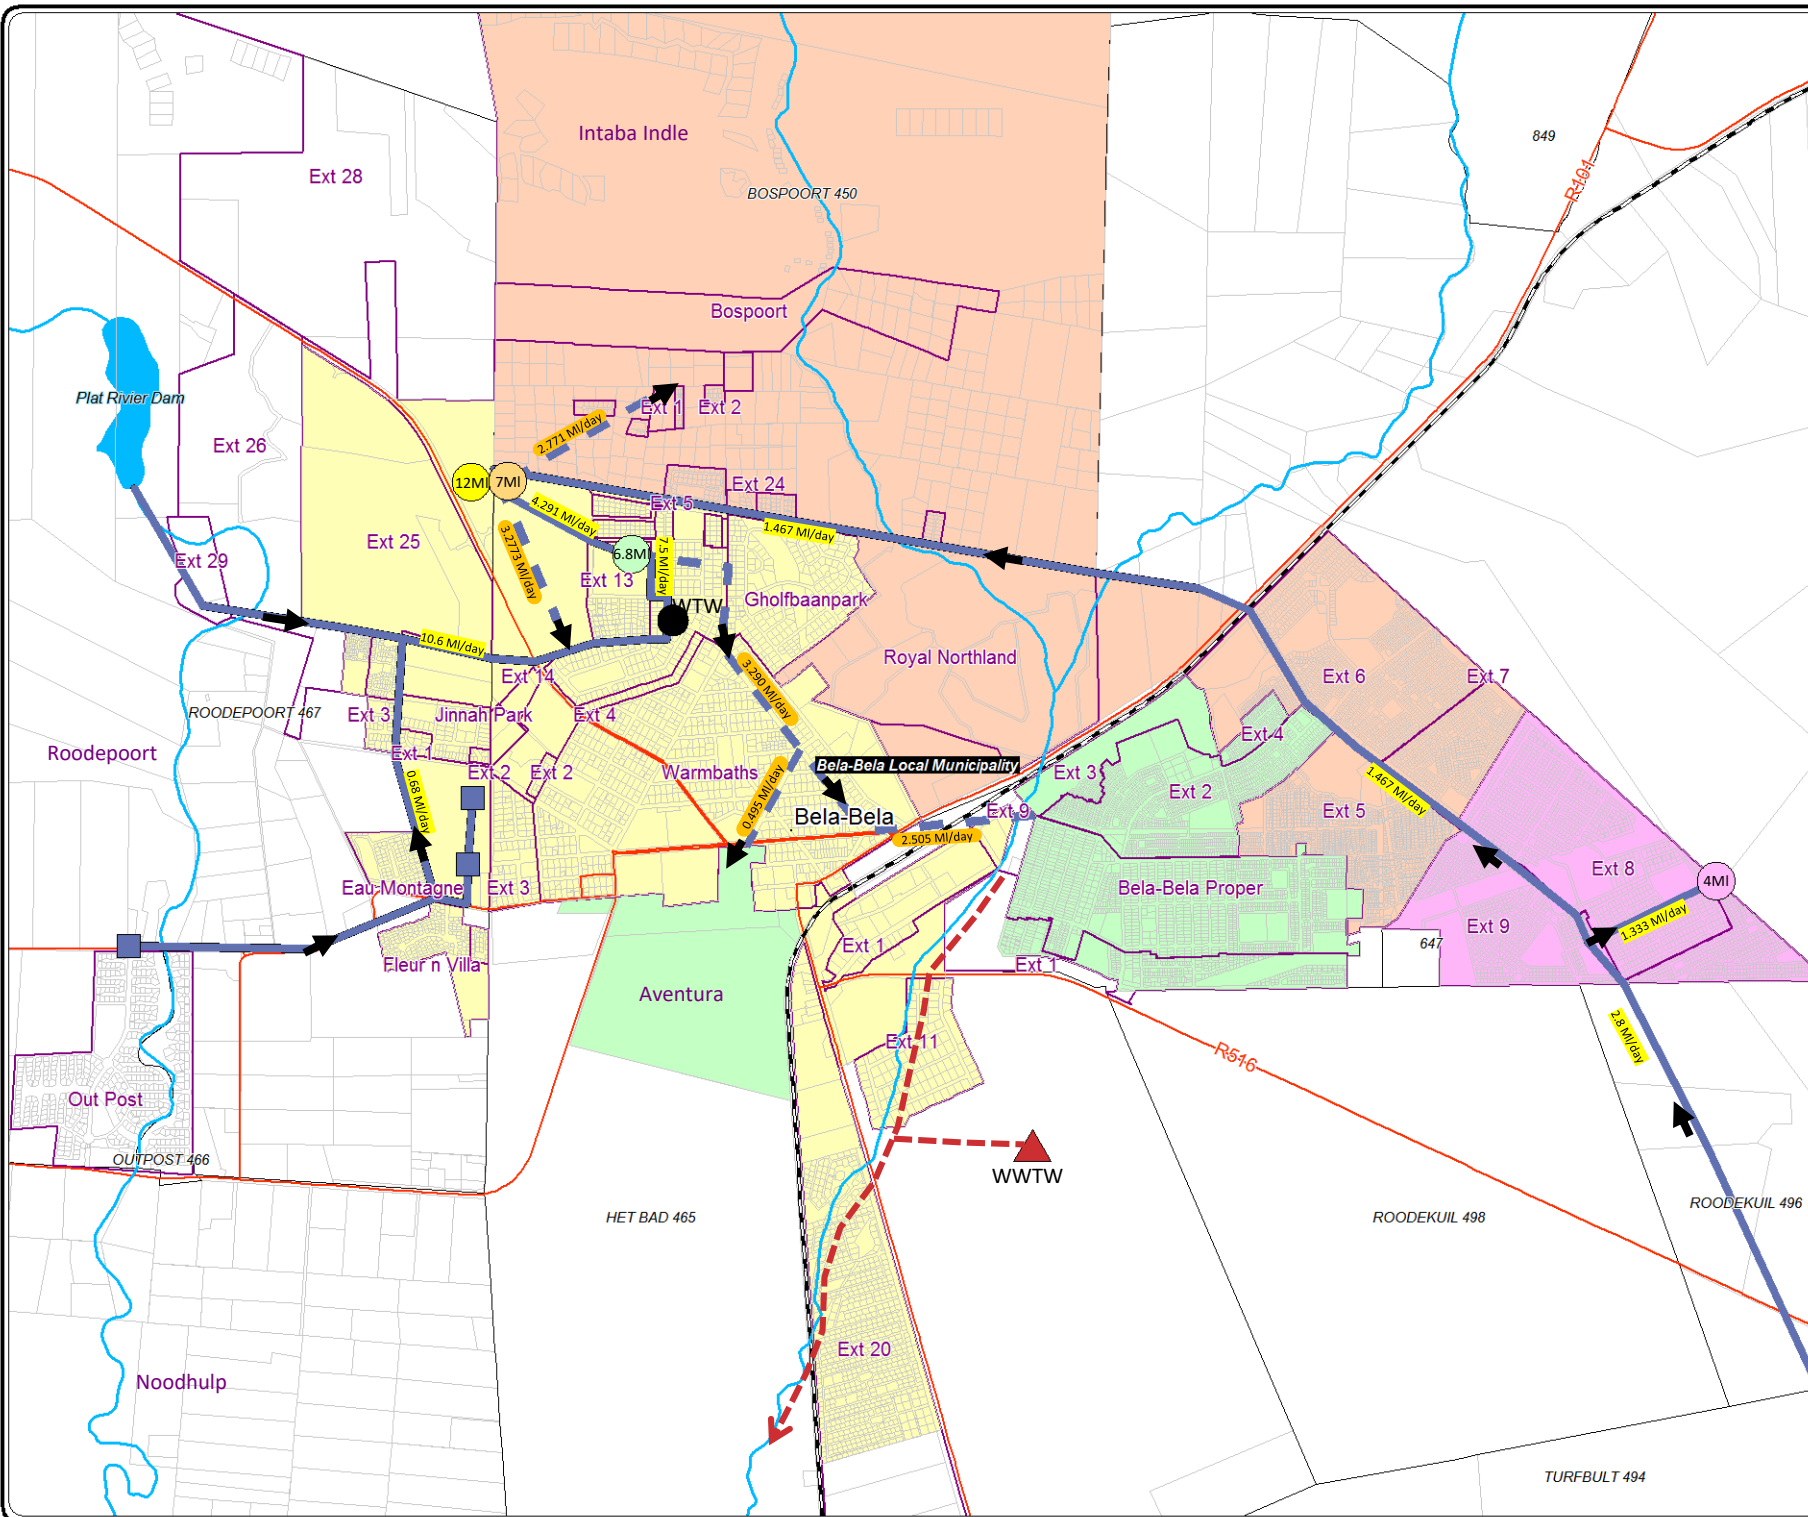 Intaba Indle
849
R101
Ext 28
BOSPOORT 450
Bospoort
Plat Rivier Dam
Ext 1
Ext 2
2.771 Ml/day
Ext 26
12Ml
7Ml
Ext 24
Ext 5
4.291 Ml/day
1.467 Ml/day
Ext 25
3.2773 Ml/day
6.8Ml
7.5 Ml/day
Ext 29
Ext 13
WTW
Gholfbaanpark
10.6 Ml/day
Royal Northland
Ext 14
3.290 Ml/day
Ext 6
Ext 7
ROODEPOORT 467
Ext 3
Jinnah Park
Ext 4
Ext 4
Roodepoort
Ext 1
Ext 2
Ext 2
Warmbaths
Bela-Bela Local Municipality
Ext 3
Ext 2
1.467 Ml/day
0.68 Ml/day
0.495 Ml/day
Bela-Bela
Ext 9
Ext 5
2.505 Ml/day
Eau Montagne
Ext 3
Bela-Bela Proper
Ext 8
4Ml
Ext 9
1.333 Ml/day
Ext 1
647
Fleur n Villa
Ext 1
Aventura
2.8 Ml/day
Ext 11
R516
Out Post
OUTPOST 466
WWTW
HET BAD 465
ROODEKUIL 498
ROODEKUIL 496
Ext 20
Noodhulp
TURFBULT 494